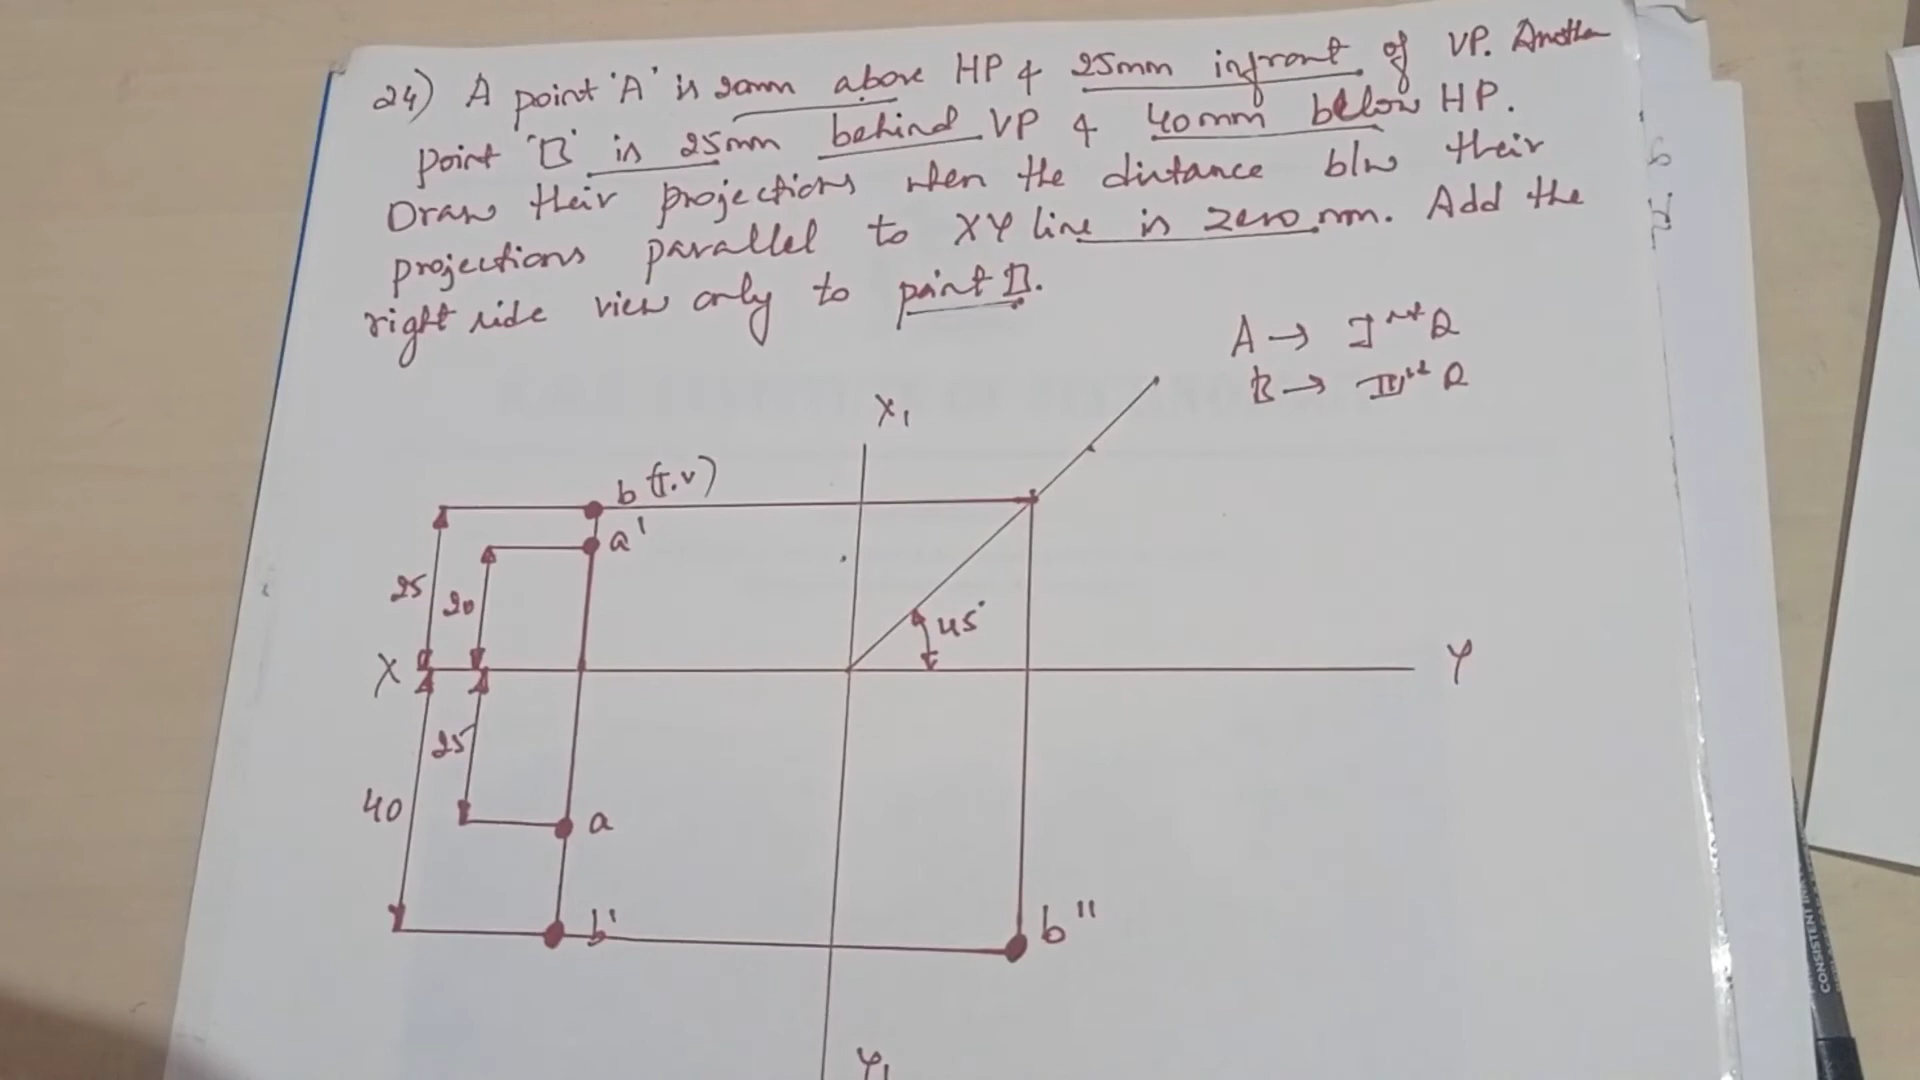 24) A point 'A' is 20mm above HP & 25mm infront of VP. Another
point 'B' is 25mm behind VP & 40mm below HP.
Draw their projections when the distance b/w their
projections parallel to XY line is zero mm. Add the
right side view only to point B.
A → Ist Q
B → IIIrd Q
X1
b (T.V)
a'
25
20
45°
X
Y
25
40
a
b'
b"
Y1
CONSISTENT IN